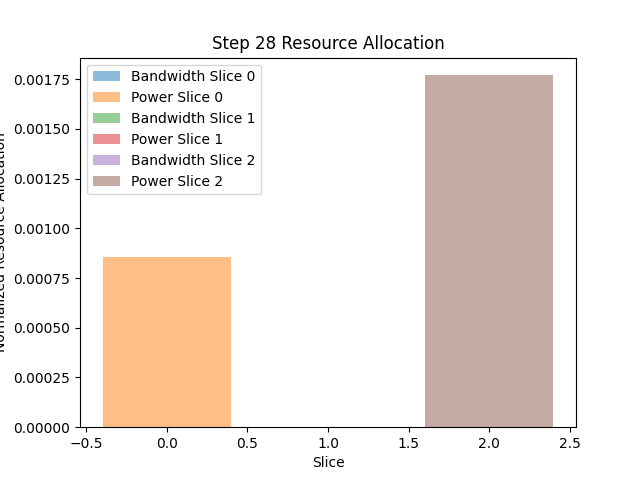 Step 28 Resource Allocation
Normalized Resource Allocation
0.00175
0.00150
0.00125
0.00100
0.00075
0.00050
0.00025
0.00000
Bandwidth Slice 0
Power Slice 0
Bandwidth Slice 1
Power Slice 1
Bandwidth Slice 2
Power Slice 2
−0.5
0.0
0.5
1.0
1.5
2.0
2.5
Slice